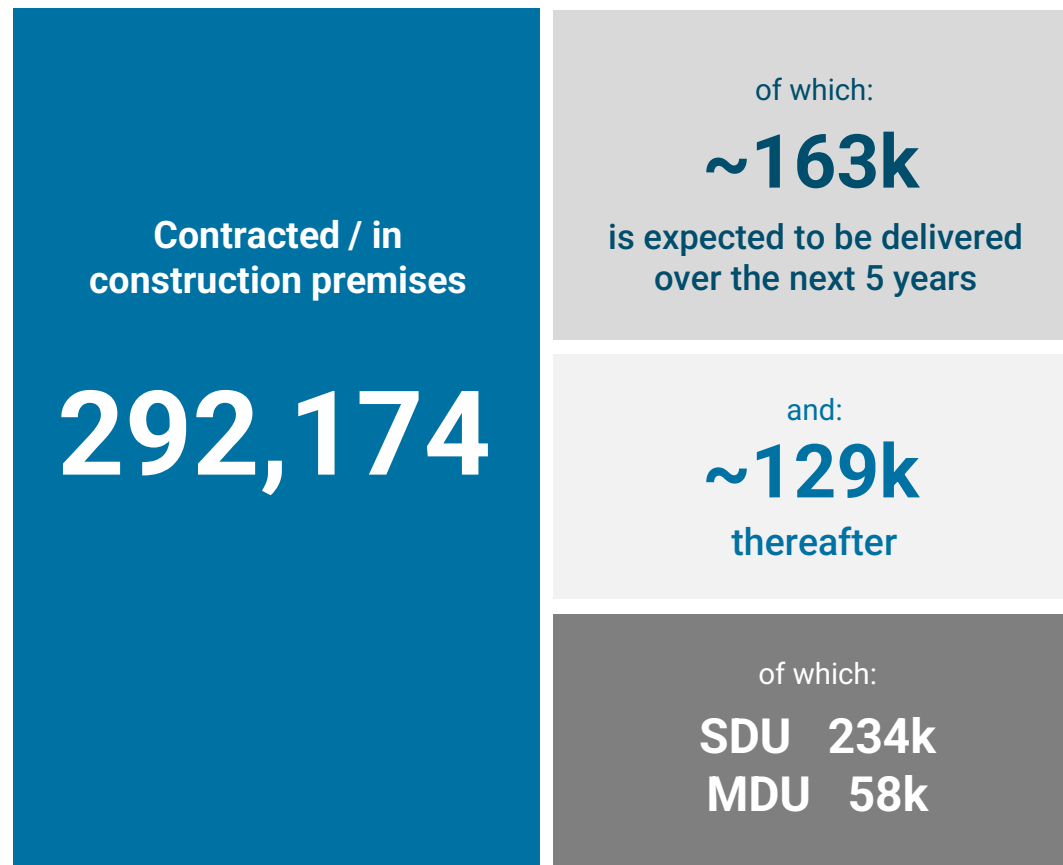 Contracted / in
construction premises
292,174
of which:
~163k
is expected to be delivered
over the next 5 years
and:
~129k
thereafter
of which:
SDU 234k
MDU 58k